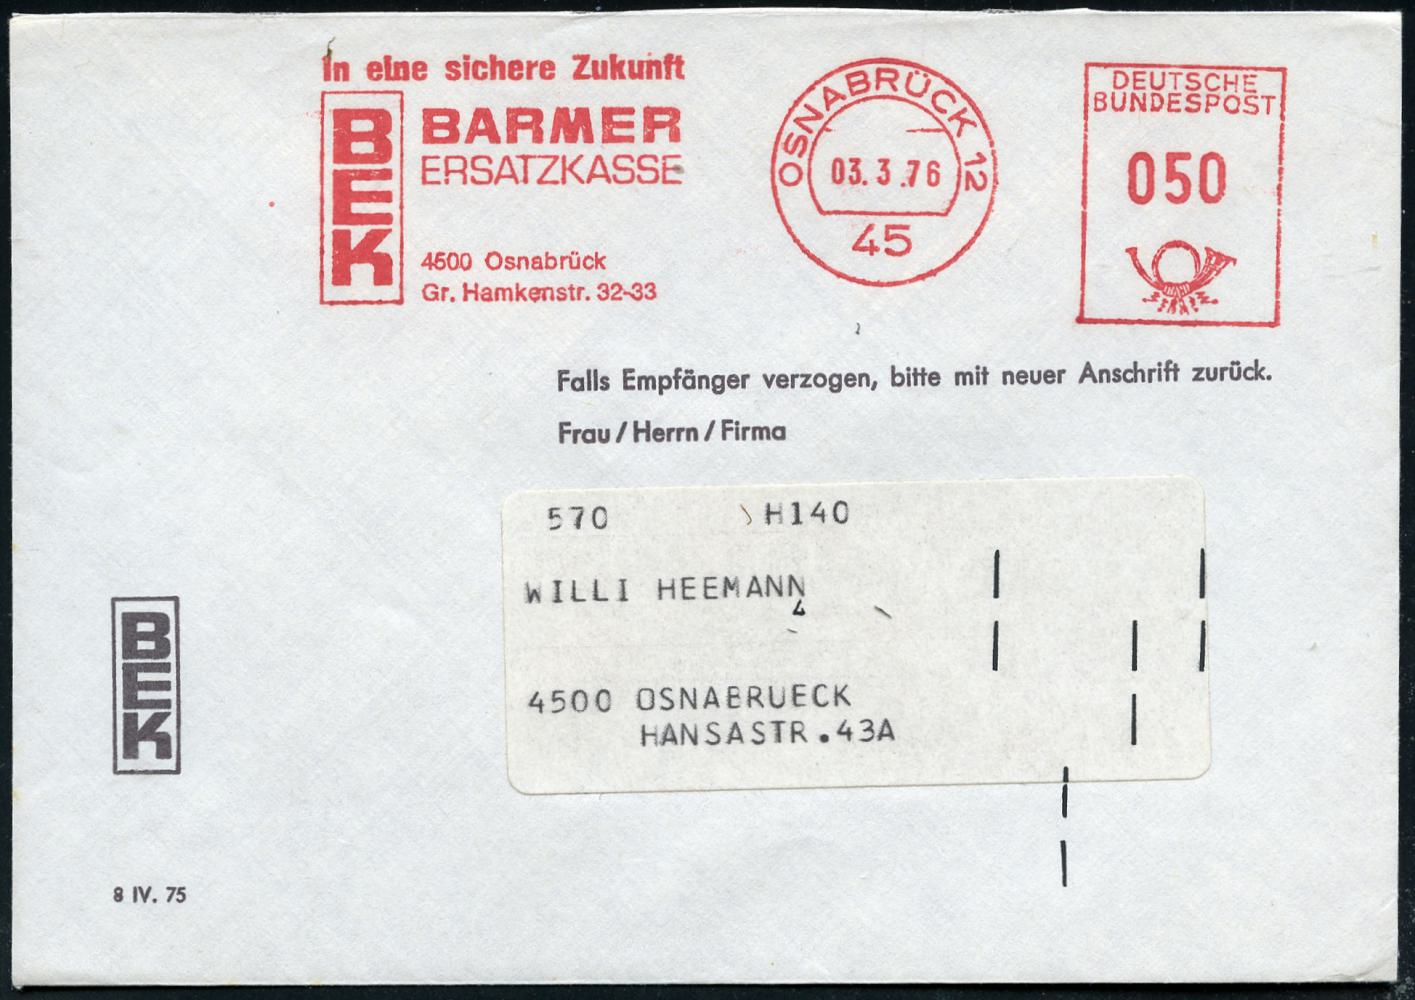 In eine sichere Zukunft
BEK
BARMER
ERSATZKASSE
4500 Osnabrück
Gr. Hamkenstr. 32-33
OSNABRÜCK 12
03.3.76
45
DEUTSCHE
BUNDESPOST
050
Falls Empfänger verzogen, bitte mit neuer Anschrift zurück.
Frau/Herrn/Firma
570 H140
WILLI HEEMANN
4
4500 OSNABRUECK
HANSASTR.43A
BEK
8 IV. 75